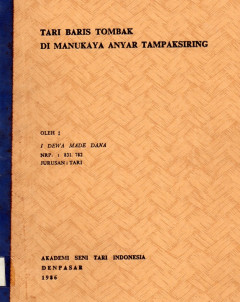 TARI BARIS TOMBAK
DI MANUKAYA ANYAR TAMPAKSIRING
OLEH :
I DEWA MADE DANA
NRP. : 031 782
JURUSAN : TARI
AKADEMI SENI TARI INDONESIA
DENPASAR
1986